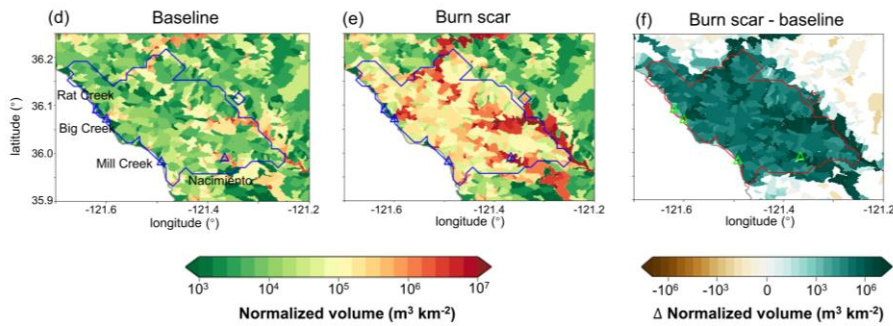 (d) Baseline
(e) Burn scar
(f) Burn scar - baseline
latitude (°)
36.2
36.1
36.0
35.9
Rat Creek
Big Creek
Mill Creek
Nacimiento
-121.6 -121.4 -121.2
longitude (°)
-121.6 -121.4 -121.2
longitude (°)
-121.6 -121.4 -121.2
longitude (°)
10³ 10⁴ 10⁵ 10⁶ 10⁷
Normalized volume (m³ km⁻²)
-10⁶ -10³ 0 10³ 10⁶
Δ Normalized volume (m³ km⁻²)